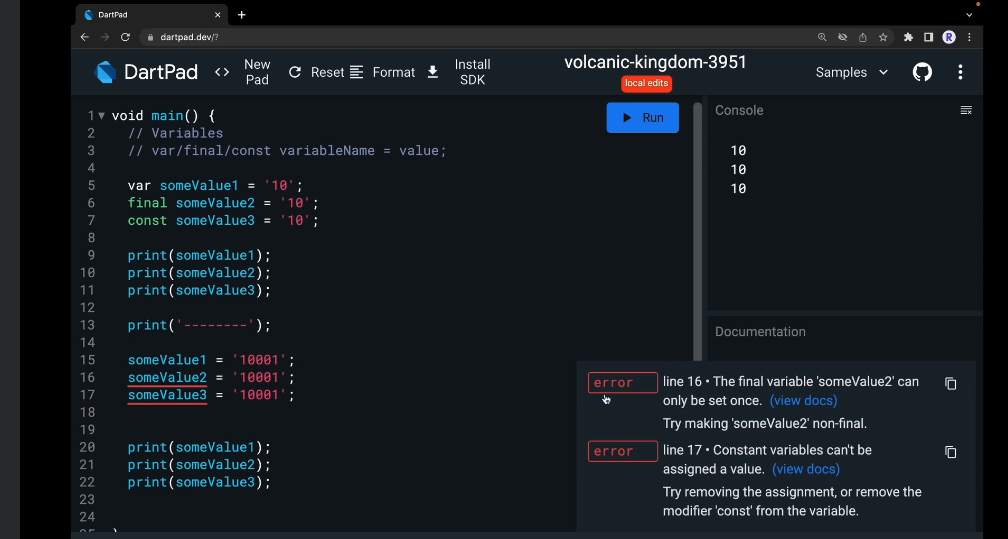 DartPad
dartpad.dev/?
R
DartPad
<> New Pad
Reset
Format
Install SDK
volcanic-kingdom-3951
local edits
Samples
Run
1 void main() {
2 // Variables
3 // var/final/const variableName = value;
4
5 var someValue1 = '10';
6 final someValue2 = '10';
7 const someValue3 = '10';
8
9 print(someValue1);
10 print(someValue2);
11 print(someValue3);
12
13 print('--------');
14
15 someValue1 = '10001';
16 someValue2 = '10001';
17 someValue3 = '10001';
18
19
20 print(someValue1);
21 print(someValue2);
22 print(someValue3);
23
24
Console
10
10
10
Documentation
error line 16 • The final variable 'someValue2' can
only be set once. (view docs)
Try making 'someValue2' non-final.
error line 17 • Constant variables can't be
assigned a value. (view docs)
Try removing the assignment, or remove the
modifier 'const' from the variable.